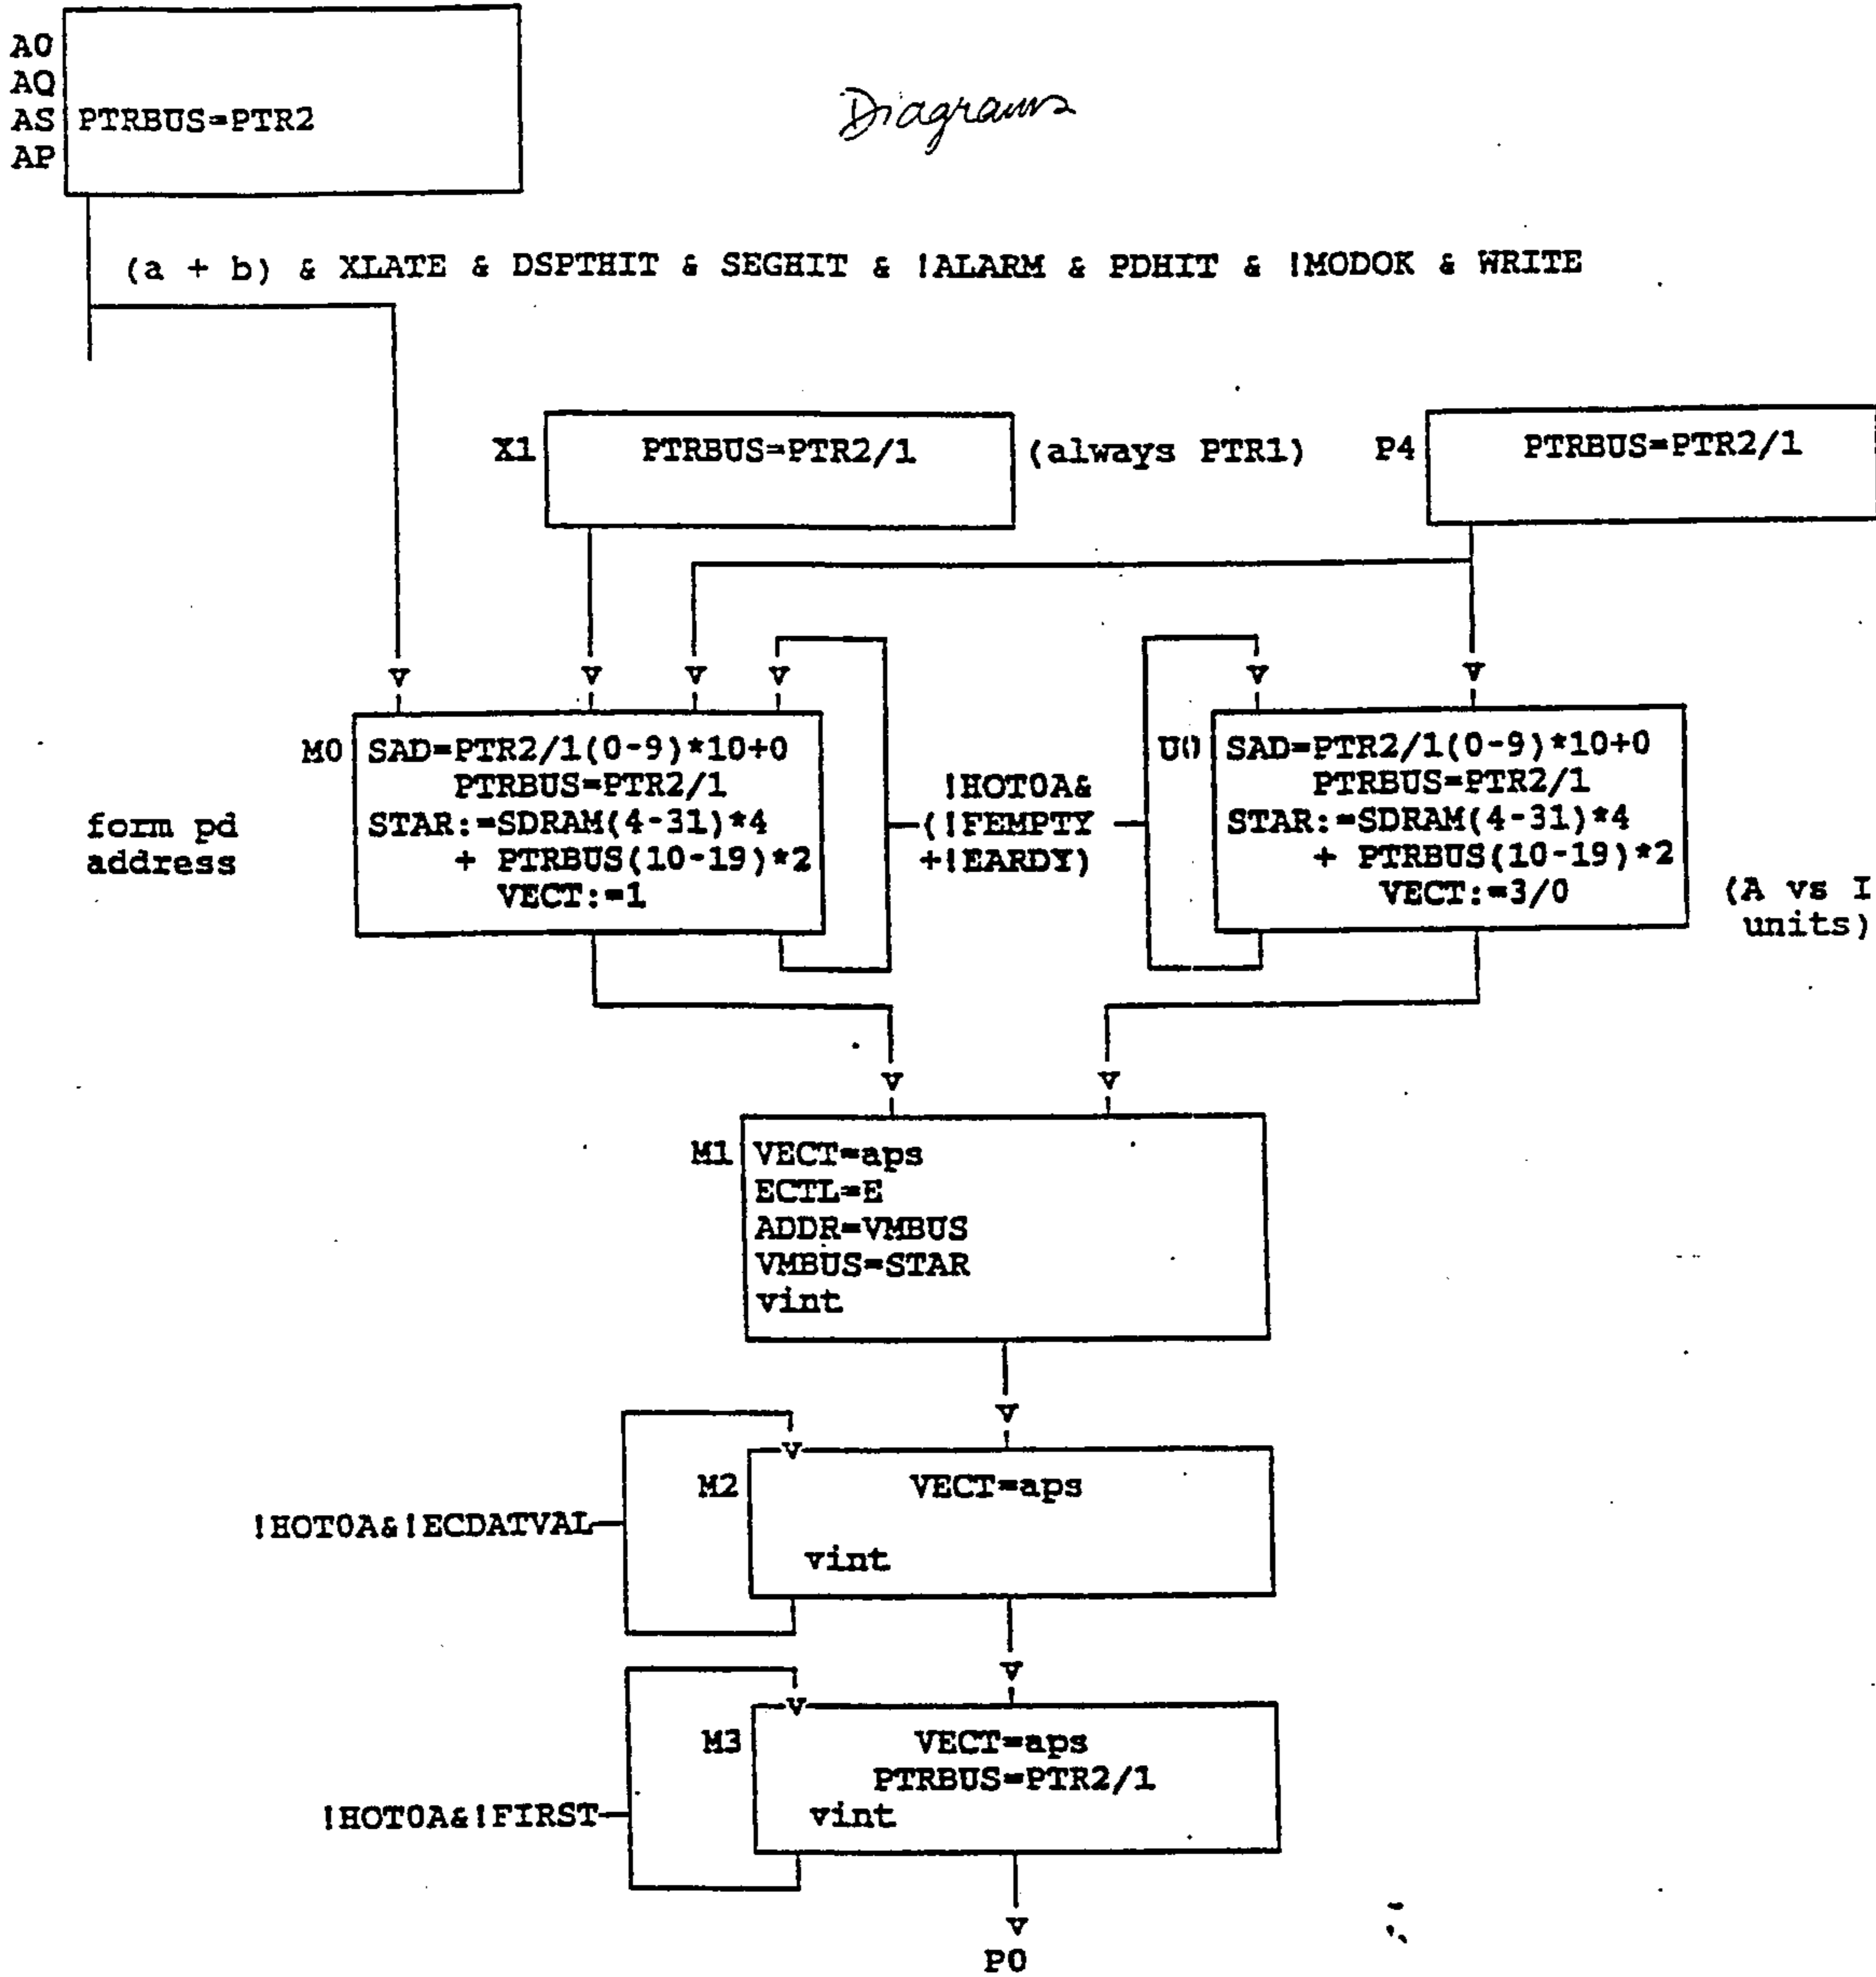 A0
AQ
AS PTRBUS=PTR2
AP
Diagrams
(a + b) & XLATE & DSPTHIT & SEGHIT & !ALARM & PDHIT & !MODOK & WRITE
X1 PTRBUS=PTR2/1 (always PTR1)
P4 PTRBUS=PTR2/1
v v v v v v
M0 SAD=PTR2/1(0-9)*10+0
PTRBUS=PTR2/1
STAR:=SDRAM(4-31)*4
+ PTRBUS(10-19)*2
VECT:=1
form pd
address
!HOT0A&
(!FEMPTY
+!EARDY)
U0 SAD=PTR2/1(0-9)*10+0
PTRBUS=PTR2/1
STAR:=SDRAM(4-31)*4
+ PTRBUS(10-19)*2
VECT:=3/0
(A vs I
units)
v v
M1 VECT=aps
ECTL=E
ADDR=VMBUS
VMBUS=STAR
vint
v
v
M2 VECT=aps
!HOT0A&!ECDATVAL
vint
v
v
M3 VECT=aps
PTRBUS=PTR2/1
!HOT0A&!FIRST
vint
v
P0